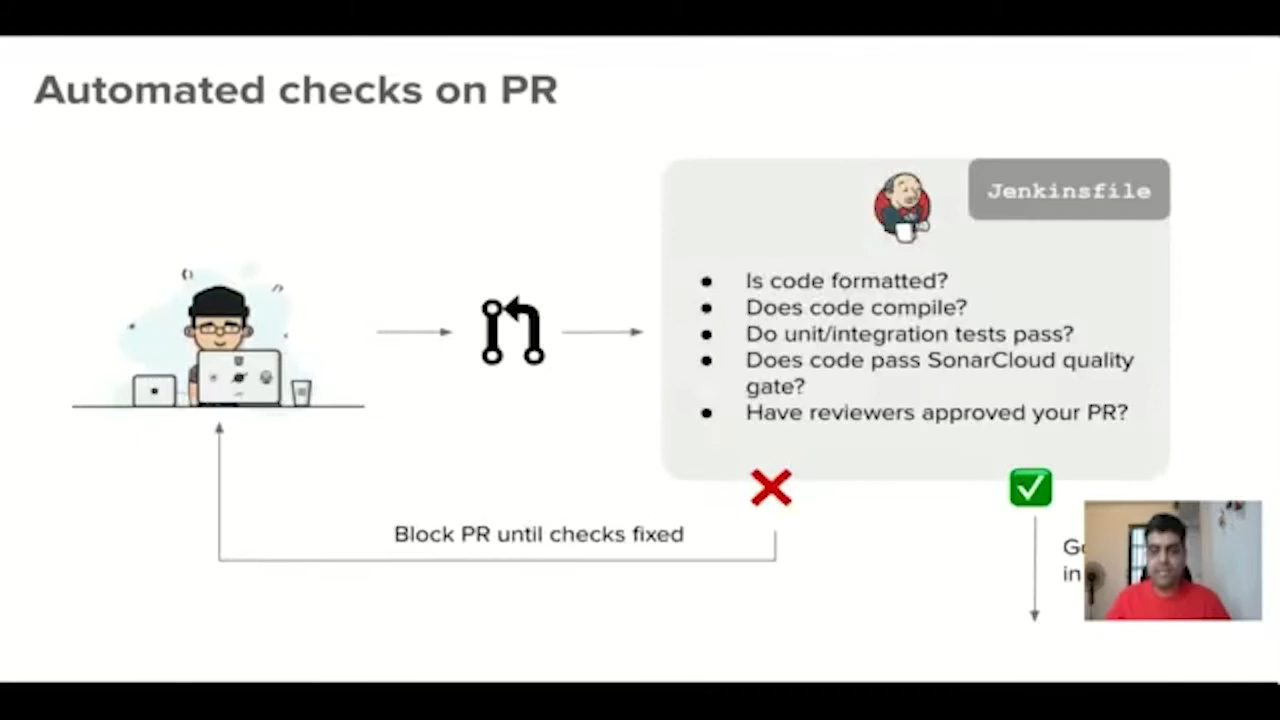 Automated checks on PR
Jenkinsfile
● Is code formatted?
● Does code compile?
● Do unit/integration tests pass?
● Does code pass SonarCloud quality
gate?
● Have reviewers approved your PR?
Block PR until checks fixed
in